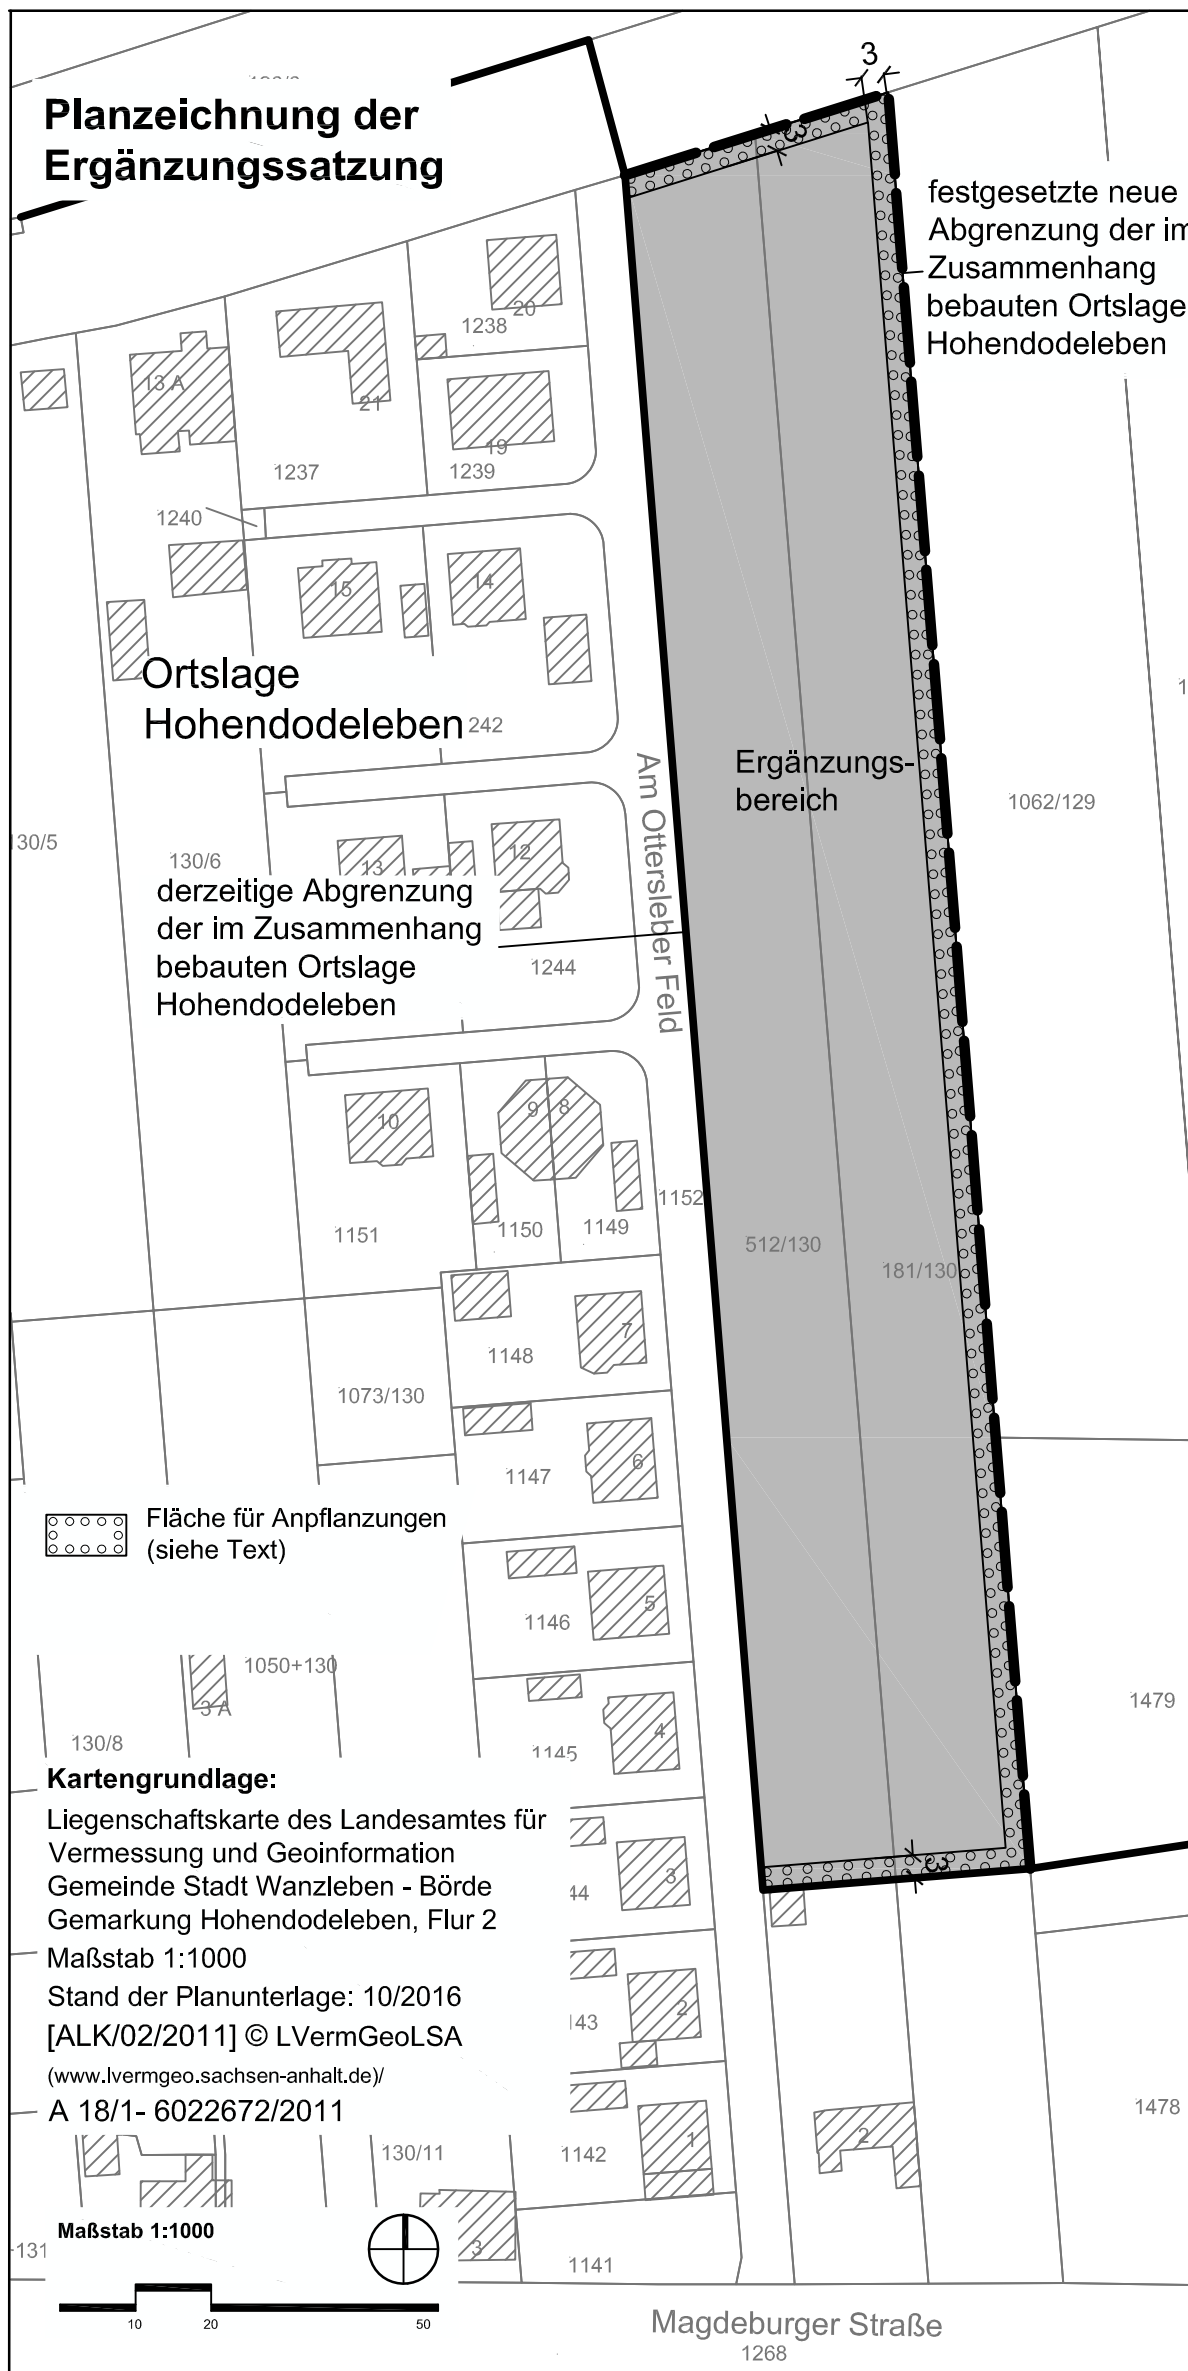 Planzeichnung der
Ergänzungssatzung
3
3
festgesetzte neue
Abgrenzung der im
Zusammenhang
bebauten Ortslage
Hohendodeleben
20
1238
13 A
21
19
1237
1239
1240
15
14
Ortslage
Hohendodeleben
242
Am Ottersleber Feld
Ergänzungs-
bereich
1062/129
130/5
130/6
13
12
derzeitige Abgrenzung
der im Zusammenhang
bebauten Ortslage
Hohendodeleben
1244
10
9
8
1152
1151
1150
1149
512/130
181/130
7
1148
1073/130
6
1147
Fläche für Anpflanzungen
(siehe Text)
5
1146
1050+130
3 A
1479
130/8
4
1145
Kartengrundlage:
Liegenschaftskarte des Landesamtes für
Vermessung und Geoinformation
Gemeinde Stadt Wanzleben - Börde
Gemarkung Hohendodeleben, Flur 2
Maßstab 1:1000
Stand der Planunterlage: 10/2016
[ALK/02/2011] © LVermGeoLSA
(www.lvermgeo.sachsen-anhalt.de)/
A 18/1- 6022672/2011
3
3
44
2
143
1478
1
2
130/11
1142
Maßstab 1:1000
131
3
1141
10
20
50
Magdeburger Straße
1268